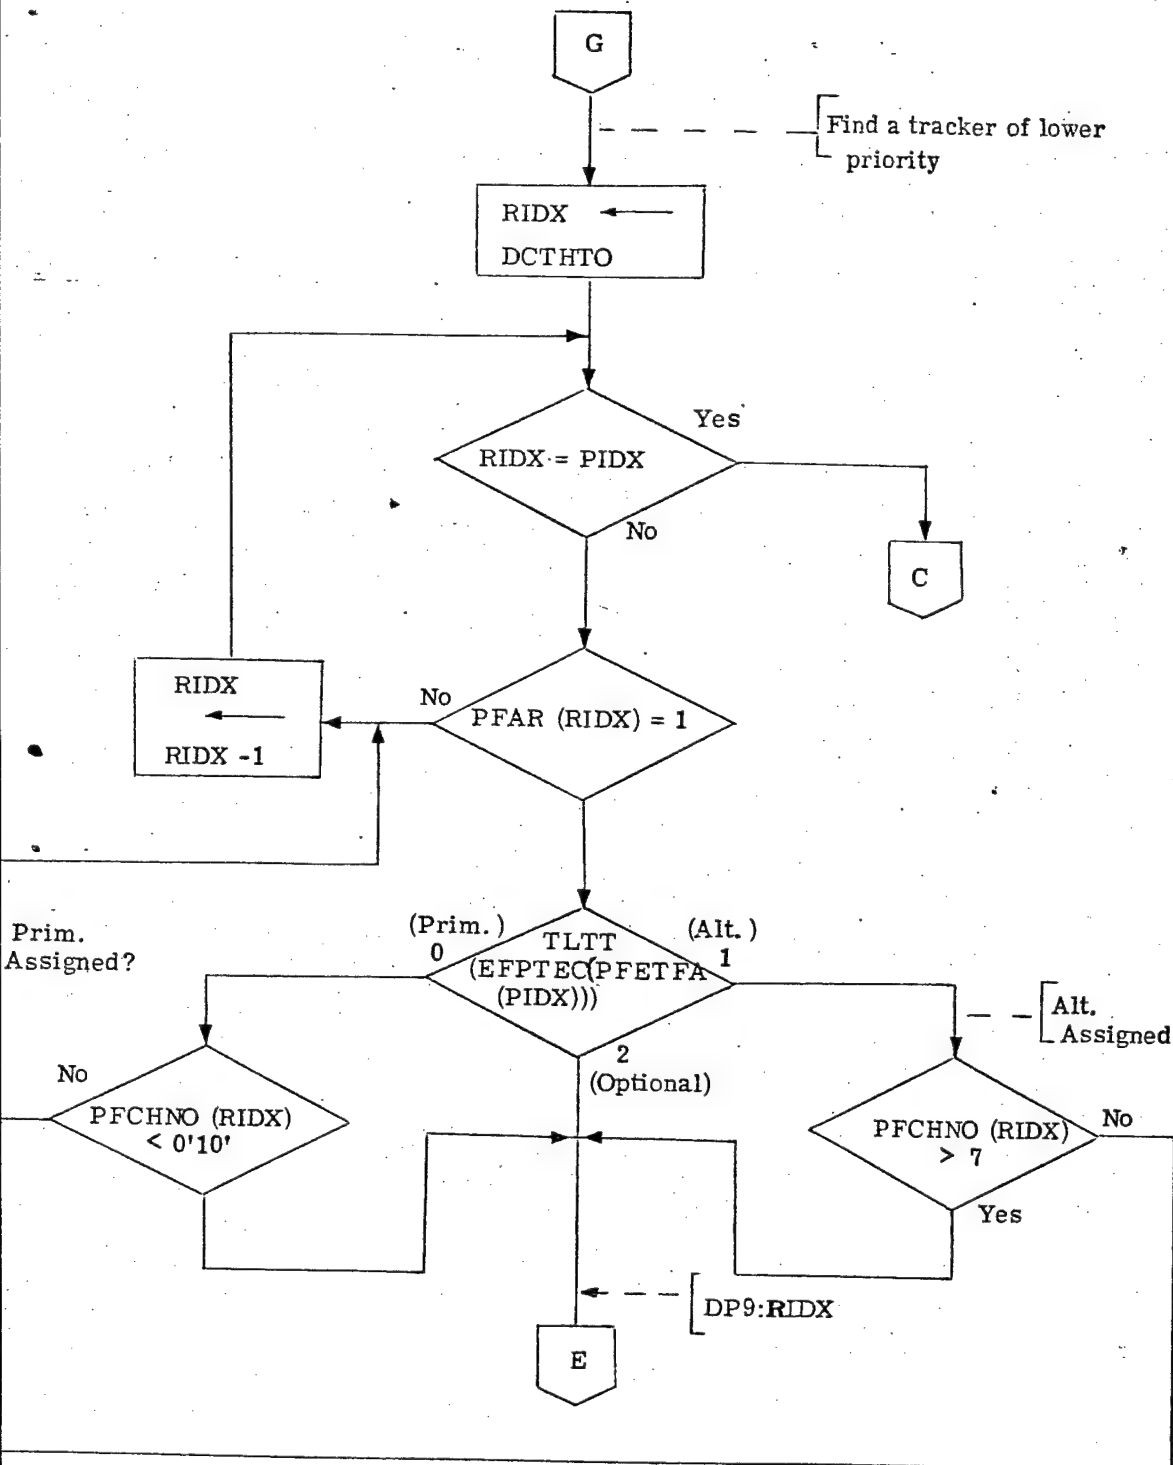 G
Find a tracker of lower
priority
RIDX
DCTHTO
Yes
RIDX = PIDX
No
C
RIDX
RIDX -1
No
PFAR (RIDX) = 1
Prim.
Assigned?
(Prim.)
0
TLTT
(EFPTEC(PFETFA
(PIDX)))
(Alt.)
1
2
(Optional)
Alt.
Assigned
No
PFCHNO (RIDX)
< 0'10'
PFCHNO (RIDX)
> 7
No
Yes
DP9:RIDX
E